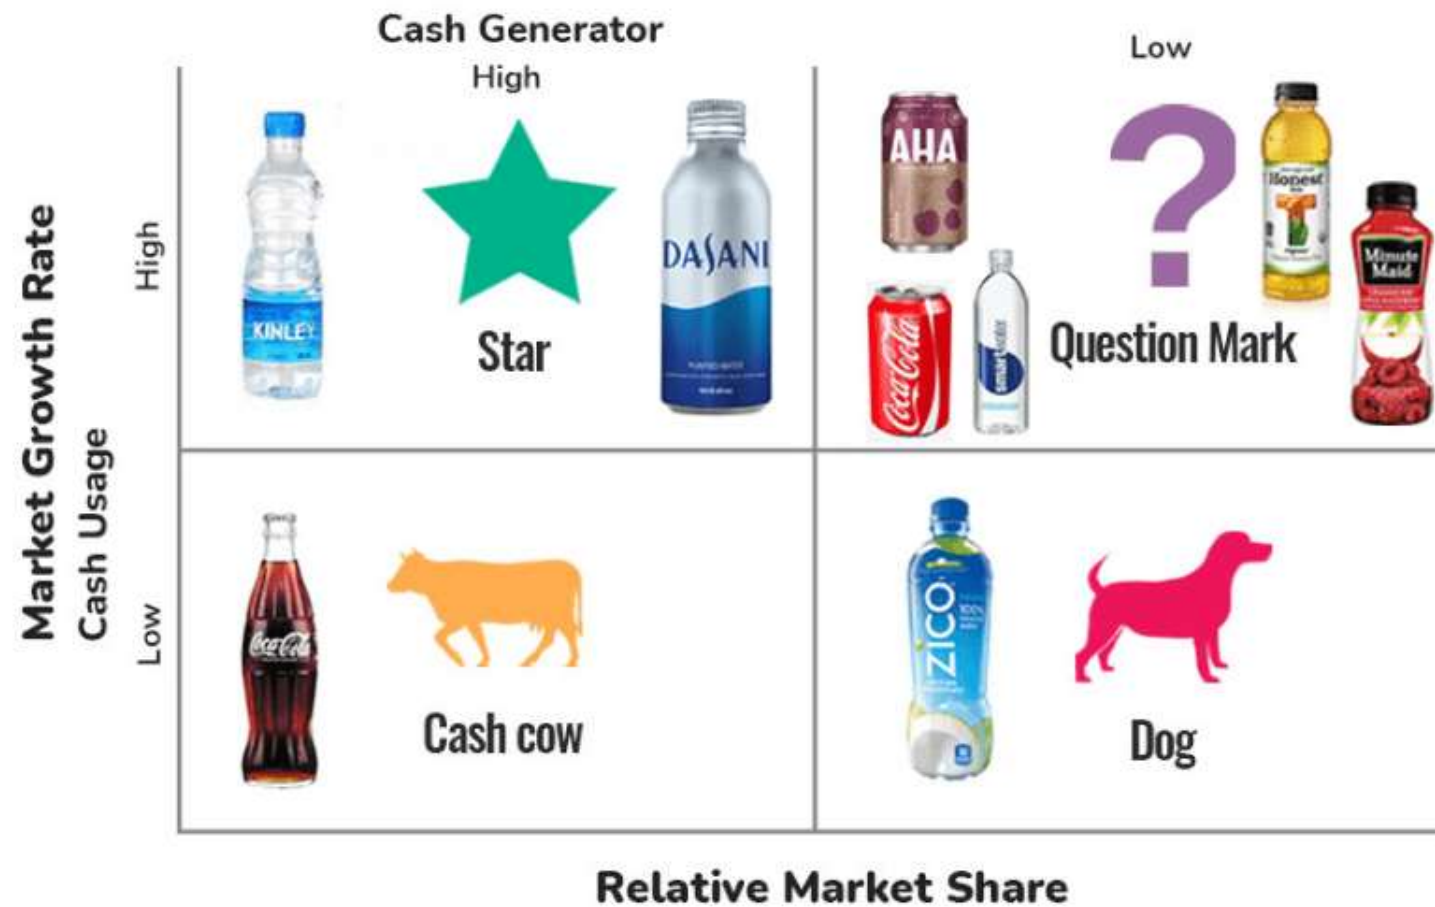 Cash Generator
High
Low
Market Growth Rate
Cash Usage
High
Low
KINLEY
Star
DASANI
AHA
Coca-Cola
smartwater
Question Mark
Honest
T
Minute
Maid
Coca-Cola
Cash cow
ZICO
100%
Dog
Relative Market Share